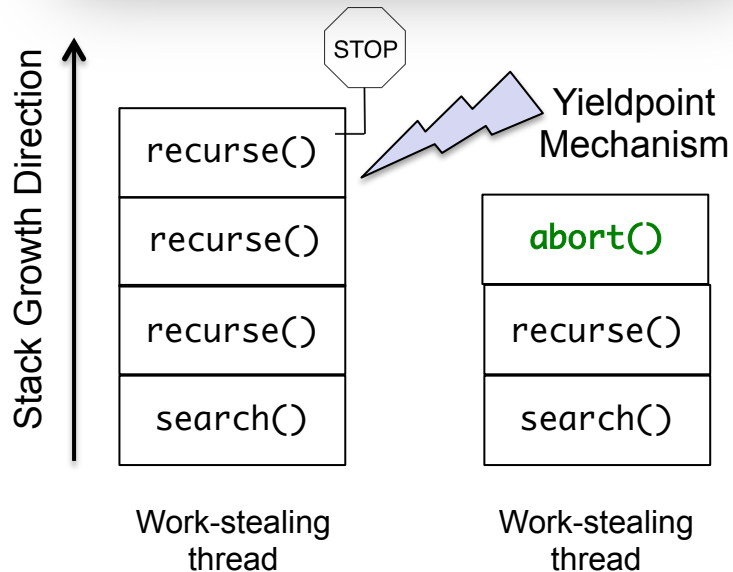 STOP
Yieldpoint
Mechanism
Stack Growth Direction
recurse()
recurse()
recurse()
search()
Work-stealing
thread
abort()
recurse()
search()
Work-stealing
thread